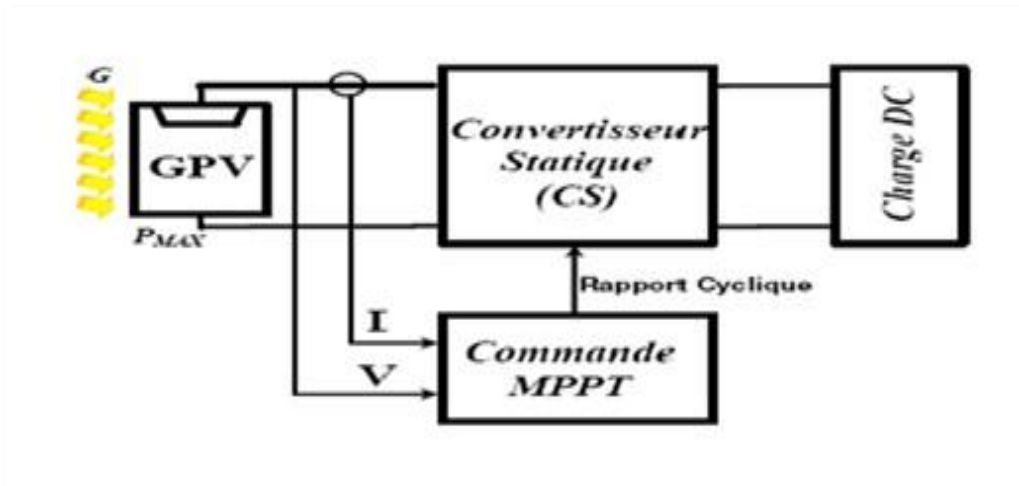 G
GPV
PMAX
Convertisseur
Statique
(CS)
Charge DC
Rapport Cyclique
I
V
Commande
MPPT